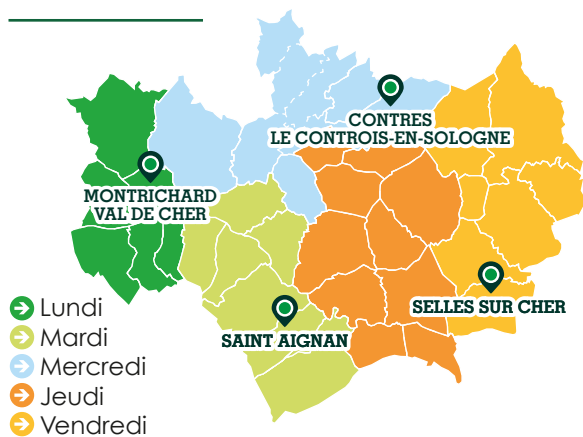 CONTRES
LE CONTROIS-EN-SOLOGNE
MONTRICHARD
VAL DE CHER
SELLES SUR CHER
SAINT AIGNAN
Lundi
Mardi
Mercredi
Jeudi
Vendredi